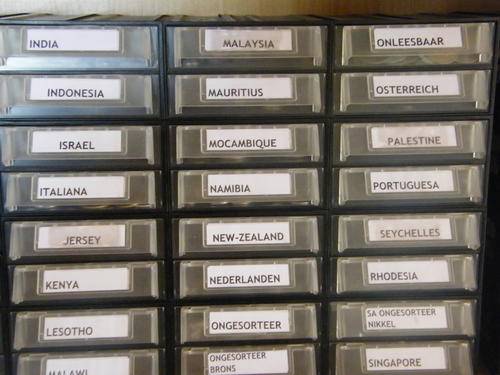 INDIA
INDONESIA
ISRAEL
ITALIANA
JERSEY
KENYA
LESOTHO
MALAWI
MALAYSIA
MAURITIUS
MOCAMBIQUE
NAMIBIA
NEW-ZEALAND
NEDERLANDEN
ONGESORTEER
ONGESORTEER
BRONS
ONLEESBAAR
OSTERREICH
PALESTINE
PORTUGUESA
SEYCHELLES
RHODESIA
SA ONGESORTEER
NIKKEL
SINGAPORE